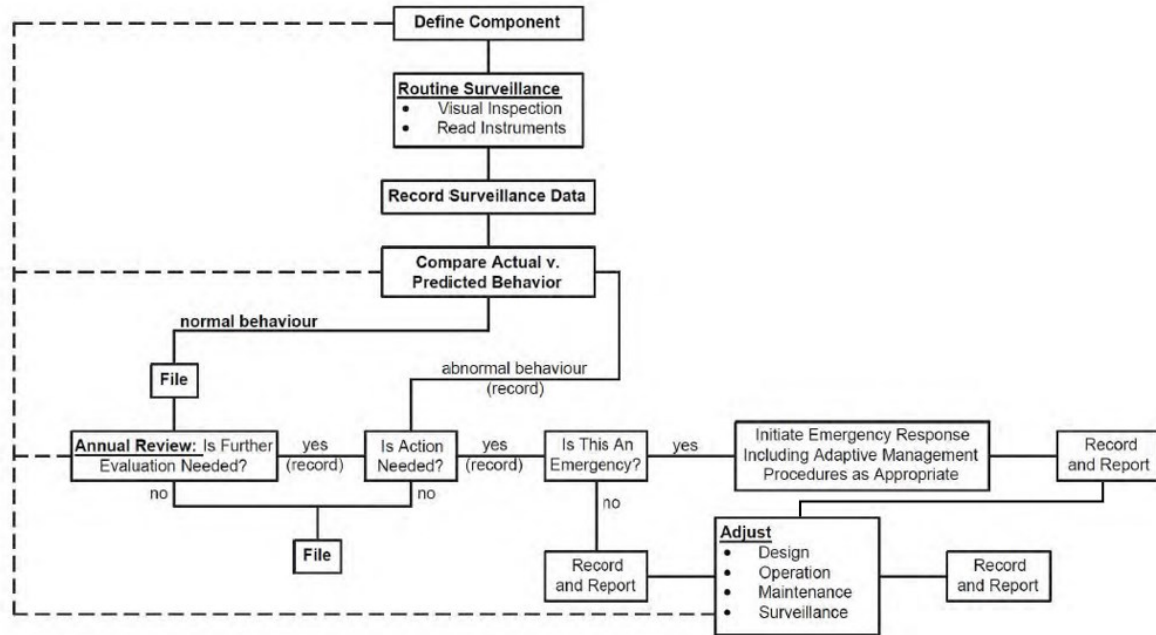 Define Component
Routine Surveillance
• Visual Inspection
• Read Instruments
Record Surveillance Data
Compare Actual v.
Predicted Behavior
normal behaviour
File
abnormal behaviour
(record)
Annual Review: Is Further
Evaluation Needed?
yes
(record)
Is Action
Needed?
yes
(record)
Is This An
Emergency?
yes
Initiate Emergency Response
Including Adaptive Management
Procedures as Appropriate
Record
and Report
no
no
no
File
Record
and Report
Adjust
• Design
• Operation
• Maintenance
• Surveillance
Record
and Report